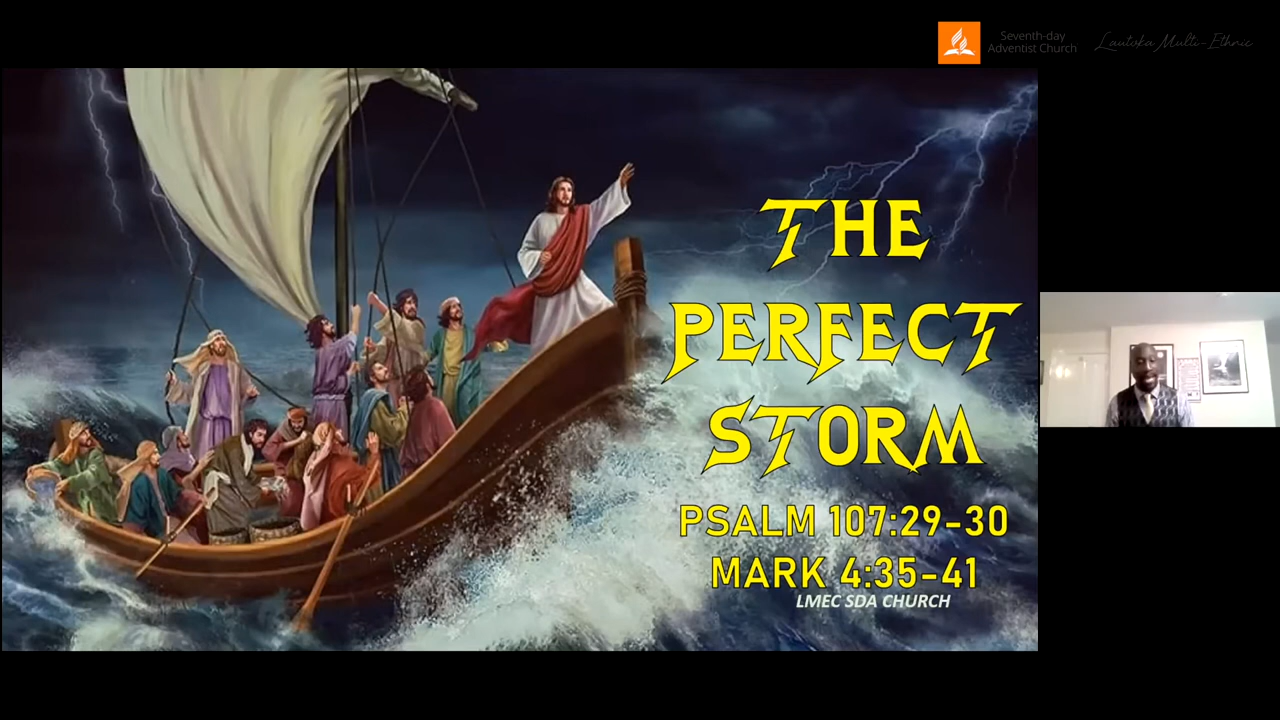 Seventh-day
Adventist Church
Lautoka Multi-Ethnic
THE
PERFECT
STORM
PSALM 107:29-30
MARK 4:35-41
LMEC SDA CHURCH